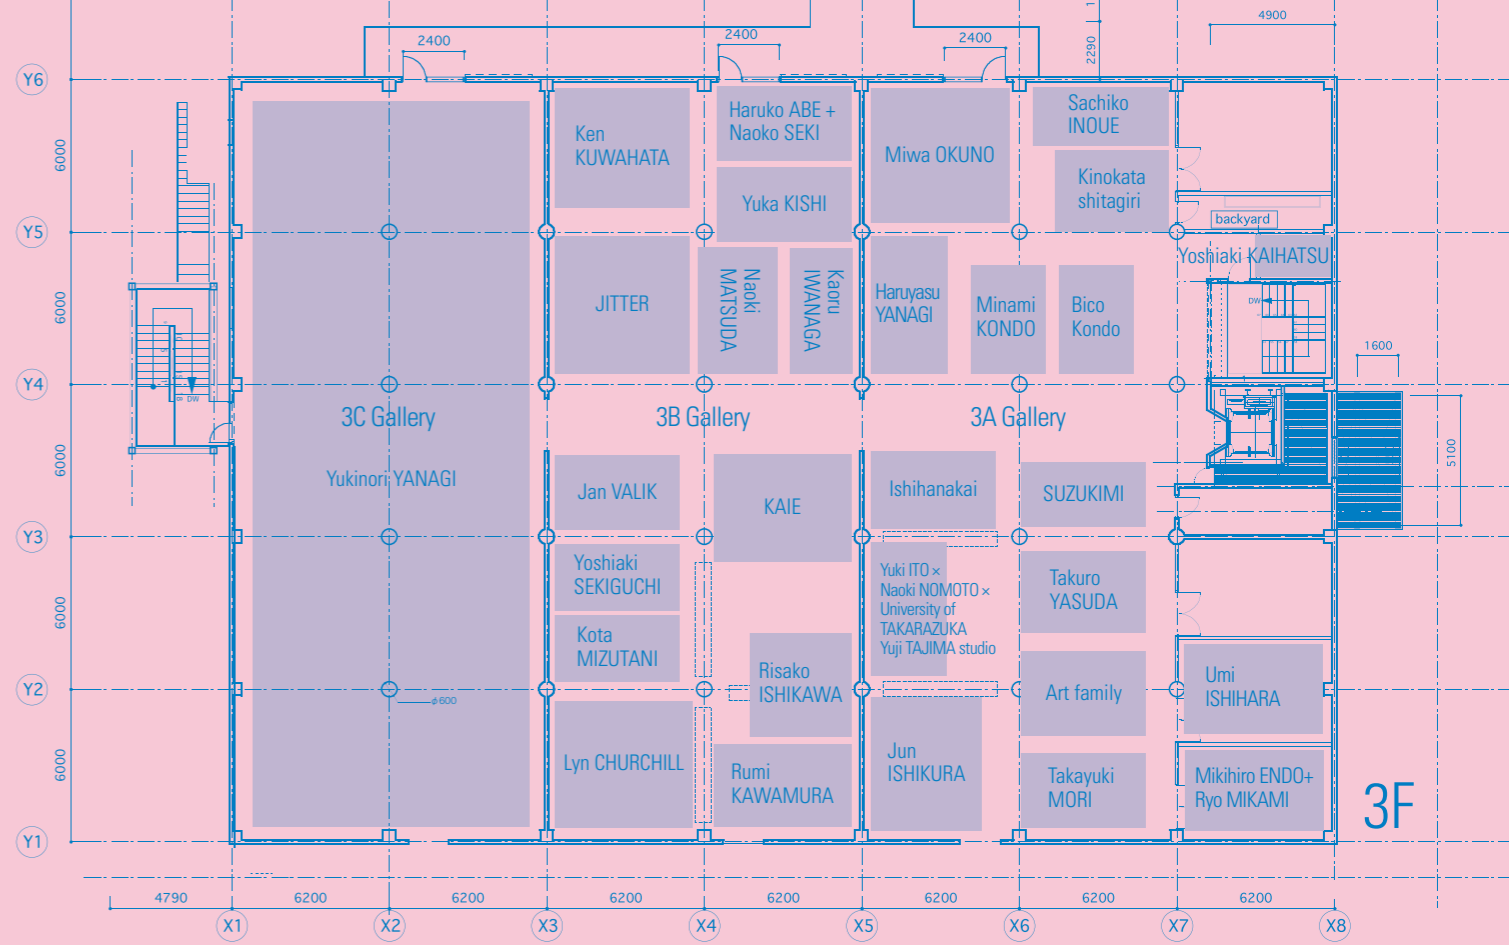 4900
2400
2400
2400
2290
1
Y6
6000
Y5
6000
Y4
6000
Y3
6000
Y2
6000
Y1
Ken
KUWAHATA
Haruko ABE +
Naoko SEKI
Yuka KISHI
Miwa OKUNO
Sachiko
INOUE
Kinokata
shitagiri
backyard
Yoshiaki KAIHATSU
JITTER
Naoki
MATSUDA
Kaoru
IWANAGA
Haruyasu
YANAGI
Minami
KONDO
Bico
Kondo
DW
DW
1600
5100
3C Gallery
3B Gallery
3A Gallery
Yukinori YANAGI
Jan VALIK
KAIE
Ishihanakai
SUZUKIMI
Yoshiaki
SEKIGUCHI
Kota
MIZUTANI
Yuki ITO ×
Naoki NOMOTO ×
University of
TAKARAZUKA
Yuji TAJIMA studio
Takuro
YASUDA
Risako
ISHIKAWA
Art family
Umi
ISHIHARA
φ600
Lyn CHURCHILL
Rumi
KAWAMURA
Jun
ISHIKURA
Takayuki
MORI
Mikihiro ENDO+
Ryo MIKAMI
3F
4790
6200
6200
6200
6200
6200
6200
6200
X1
X2
X3
X4
X5
X6
X7
X8